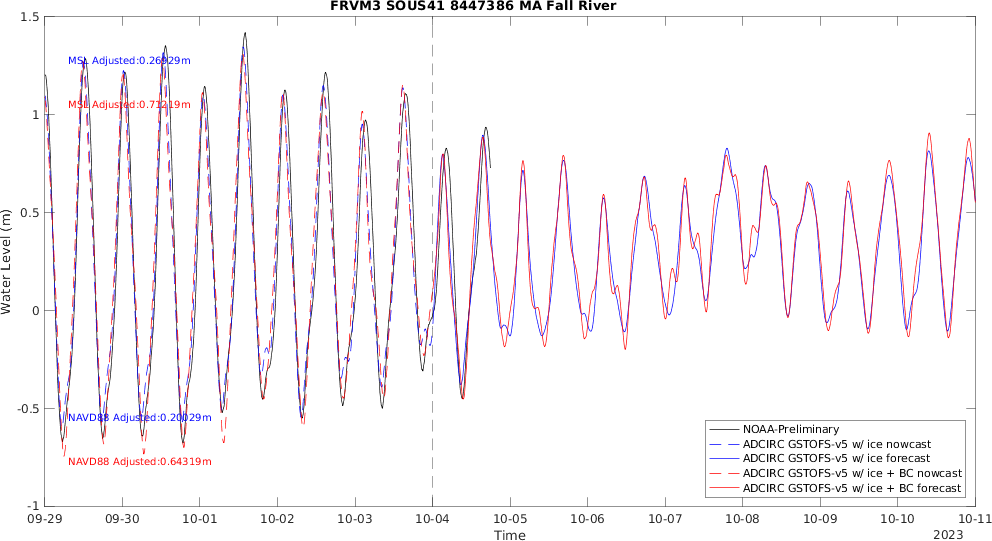 FRVM3 SOUS41 8447386 MA Fall River
1.5
1
0.5
0
-0.5
-1
Water Level (m)
MSL Adjusted:0.26929m
MSL Adjusted:0.71219m
NAVD88 Adjusted:0.20029m
NAVD88 Adjusted:0.64319m
NOAA-Preliminary
ADCIRC GSTOFS-v5 w/ ice nowcast
ADCIRC GSTOFS-v5 w/ ice forecast
ADCIRC GSTOFS-v5 w/ ice + BC nowcast
ADCIRC GSTOFS-v5 w/ ice + BC forecast
09-29 09-30 10-01 10-02 10-03 10-04 10-05 10-06 10-07 10-08 10-09 10-10 10-11
Time
2023